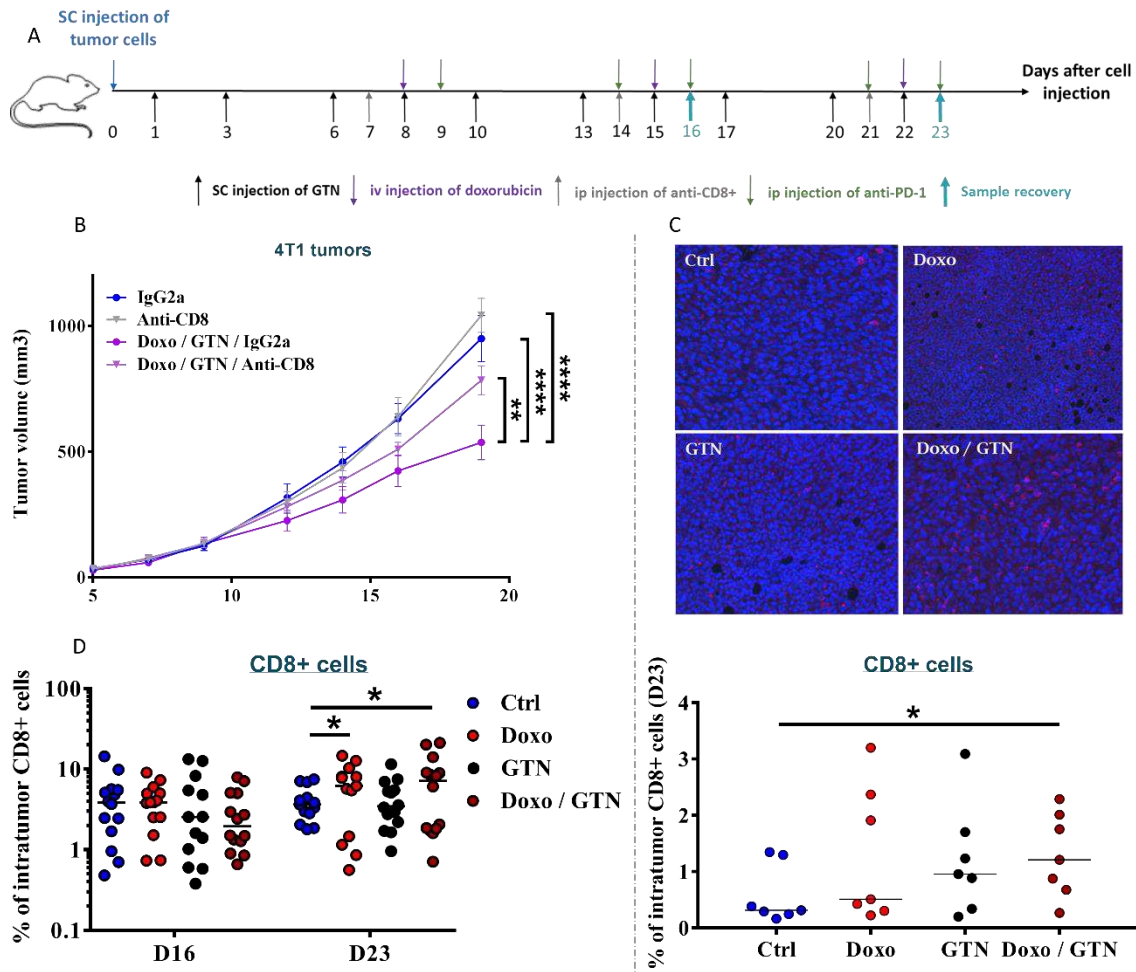 A
SC injection of
tumor cells
Days after cell
injection
0 1 3 6 7 8 9 10 13 14 15 16 17 20 21 22 23
SC injection of GTN iv injection of doxorubicin ip injection of anti-CD8+ ip injection of anti-PD-1 Sample recovery
B
4T1 tumors
IgG2a
Anti-CD8
Doxo / GTN / IgG2a
Doxo / GTN / Anti-CD8
Tumor volume (mm3)
1000
500
0
5 10 15 20
**
****
****
C
Ctrl
Doxo
GTN
Doxo / GTN
CD8+ cells
% of intratumor CD8+ cells (D23)
4
3
2
1
0
*
Ctrl Doxo GTN Doxo / GTN
D
CD8+ cells
% of intratumor CD8+ cells
100
10
1
0.1
*
*
D16 D23
Ctrl
Doxo
GTN
Doxo / GTN